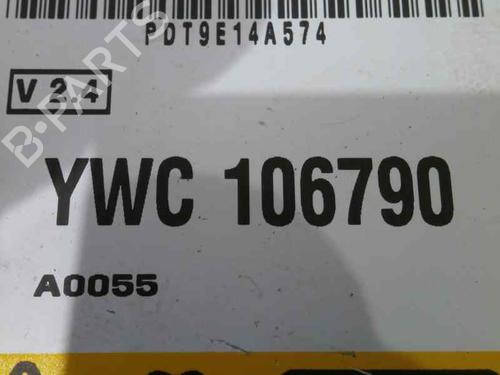 PDT9E14A574
V 2.4
B-PARTS
YWC 106790
A0055